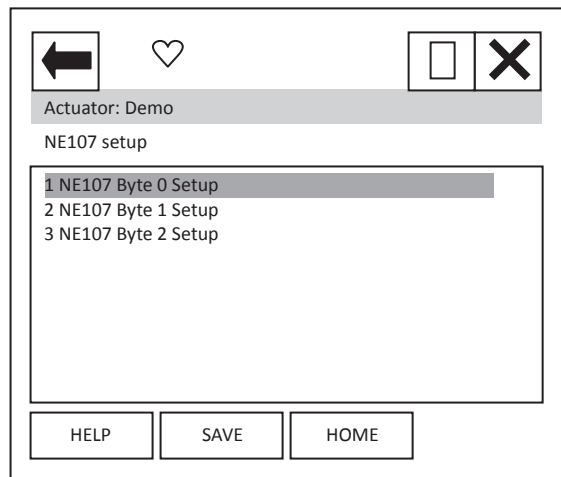 Actuator: Demo
NE107 setup
1 NE107 Byte 0 Setup
2 NE107 Byte 1 Setup
3 NE107 Byte 2 Setup
HELP SAVE HOME